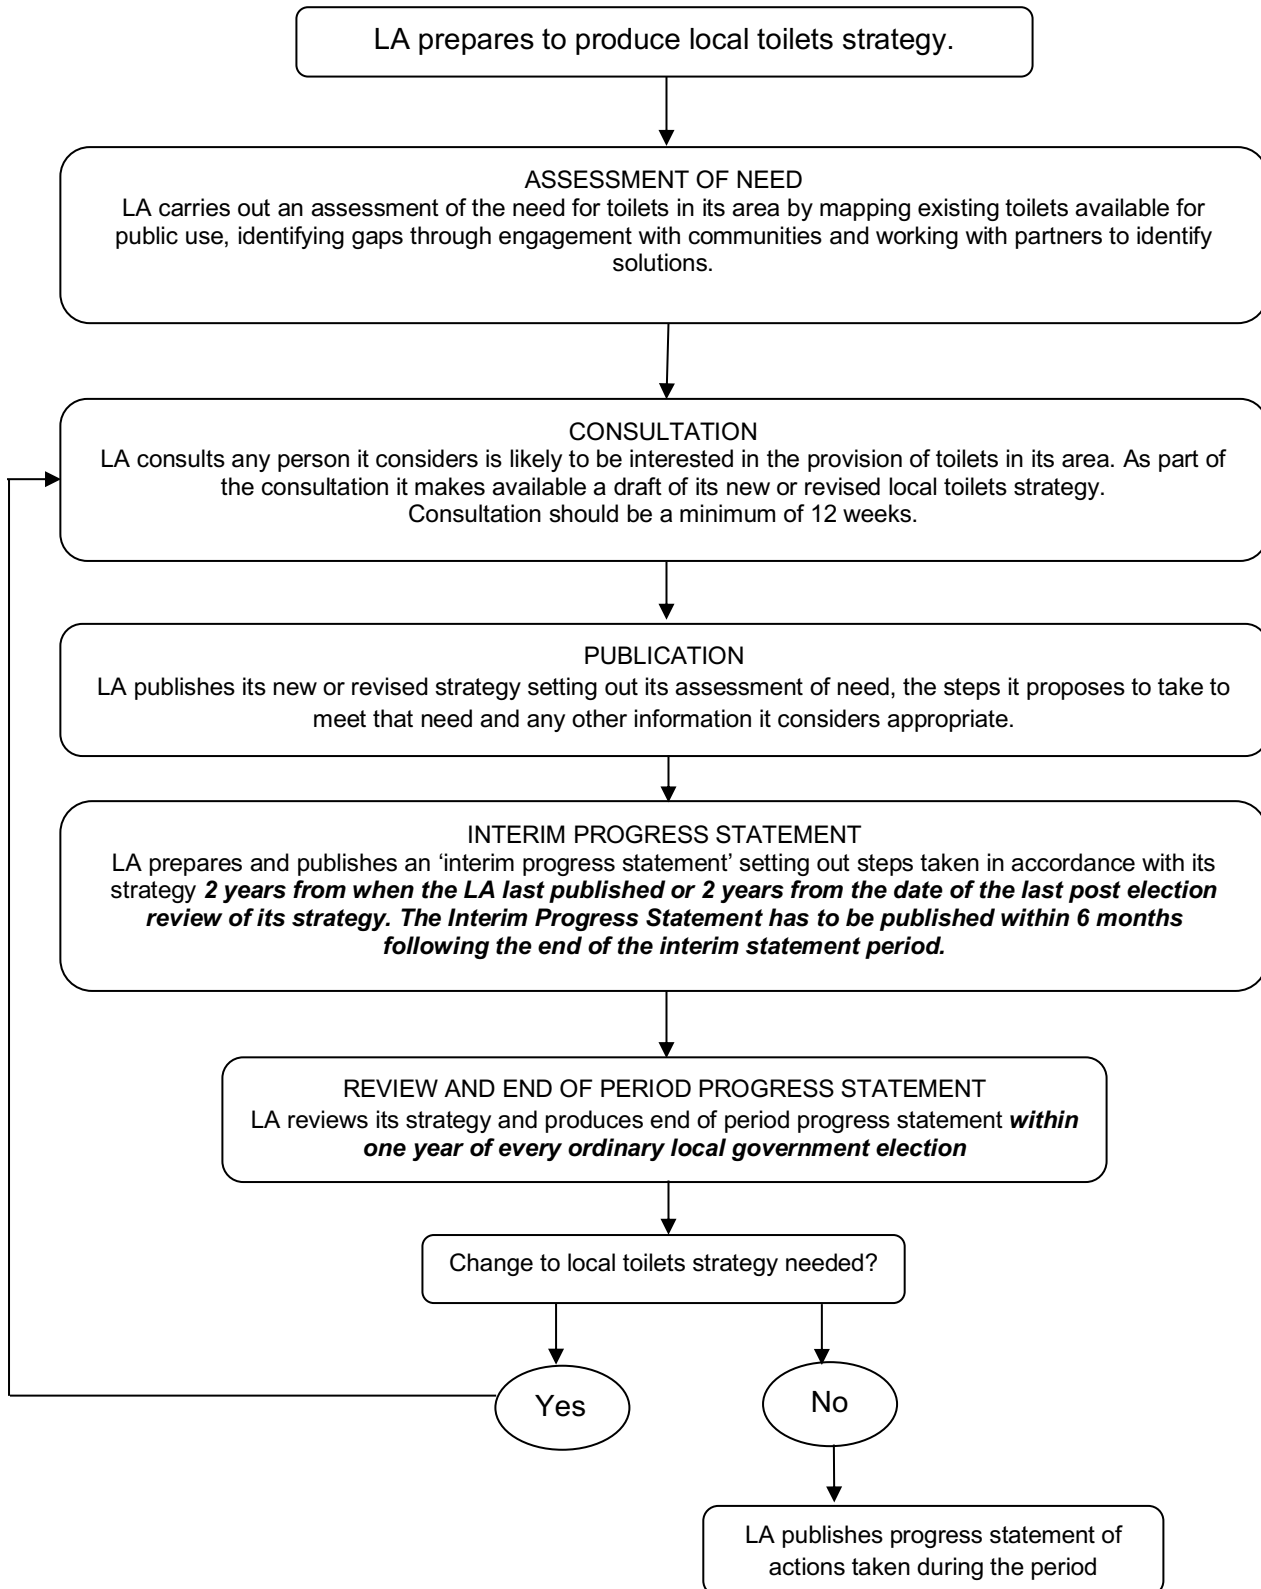 LA prepares to produce local toilets strategy.
ASSESSMENT OF NEED
LA carries out an assessment of the need for toilets in its area by mapping existing toilets available for
public use, identifying gaps through engagement with communities and working with partners to identify
solutions.
CONSULTATION
LA consults any person it considers is likely to be interested in the provision of toilets in its area. As part of
the consultation it makes available a draft of its new or revised local toilets strategy.
Consultation should be a minimum of 12 weeks.
PUBLICATION
LA publishes its new or revised strategy setting out its assessment of need, the steps it proposes to take to
meet that need and any other information it considers appropriate.
INTERIM PROGRESS STATEMENT
LA prepares and publishes an ‘interim progress statement’ setting out steps taken in accordance with its
strategy 2 years from when the LA last published or 2 years from the date of the last post election
review of its strategy. The Interim Progress Statement has to be published within 6 months
following the end of the interim statement period.
REVIEW AND END OF PERIOD PROGRESS STATEMENT
LA reviews its strategy and produces end of period progress statement within
one year of every ordinary local government election
Change to local toilets strategy needed?
Yes
No
LA publishes progress statement of
actions taken during the period